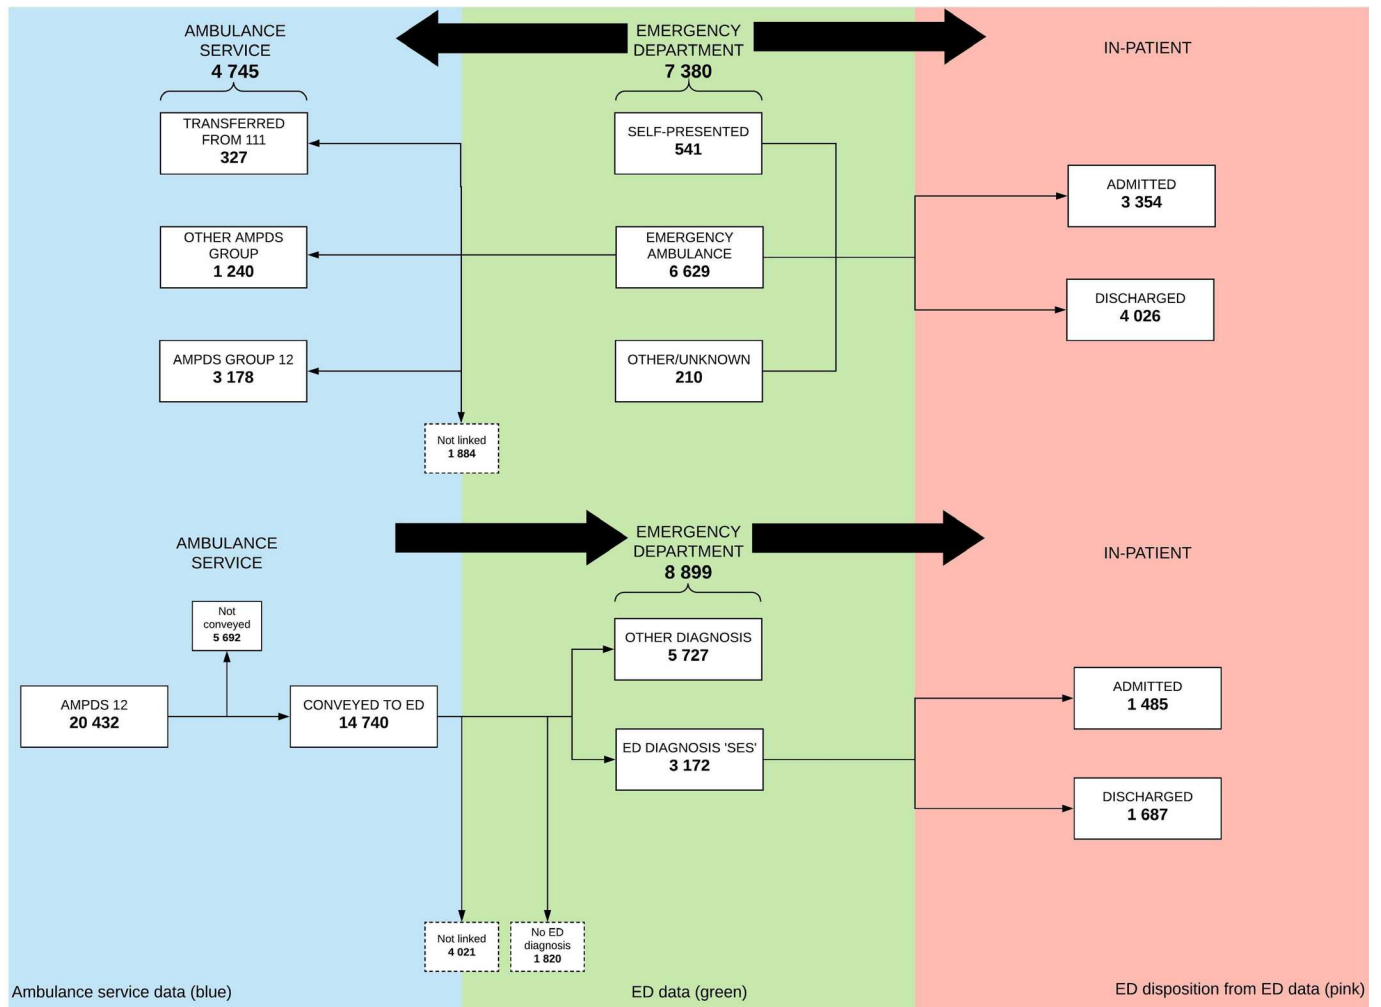 AMBULANCE
SERVICE
4 745
EMERGENCY
DEPARTMENT
7 380
IN-PATIENT
TRANSFERRED
FROM 111
327
SELF-PRESENTED
541
ADMITTED
3 354
OTHER AMPDS
GROUP
1 240
EMERGENCY
AMBULANCE
6 629
DISCHARGED
4 026
AMPDS GROUP 12
3 178
OTHER/UNKNOWN
210
Not linked
1 884
AMBULANCE
SERVICE
EMERGENCY
DEPARTMENT
8 899
IN-PATIENT
Not
conveyed
5 692
OTHER DIAGNOSIS
5 727
AMPDS 12
20 432
CONVEYED TO ED
14 740
ADMITTED
1 485
ED DIAGNOSIS 'SES'
3 172
DISCHARGED
1 687
Not linked
4 021
No ED
diagnosis
1 820
Ambulance service data (blue)
ED data (green)
ED disposition from ED data (pink)